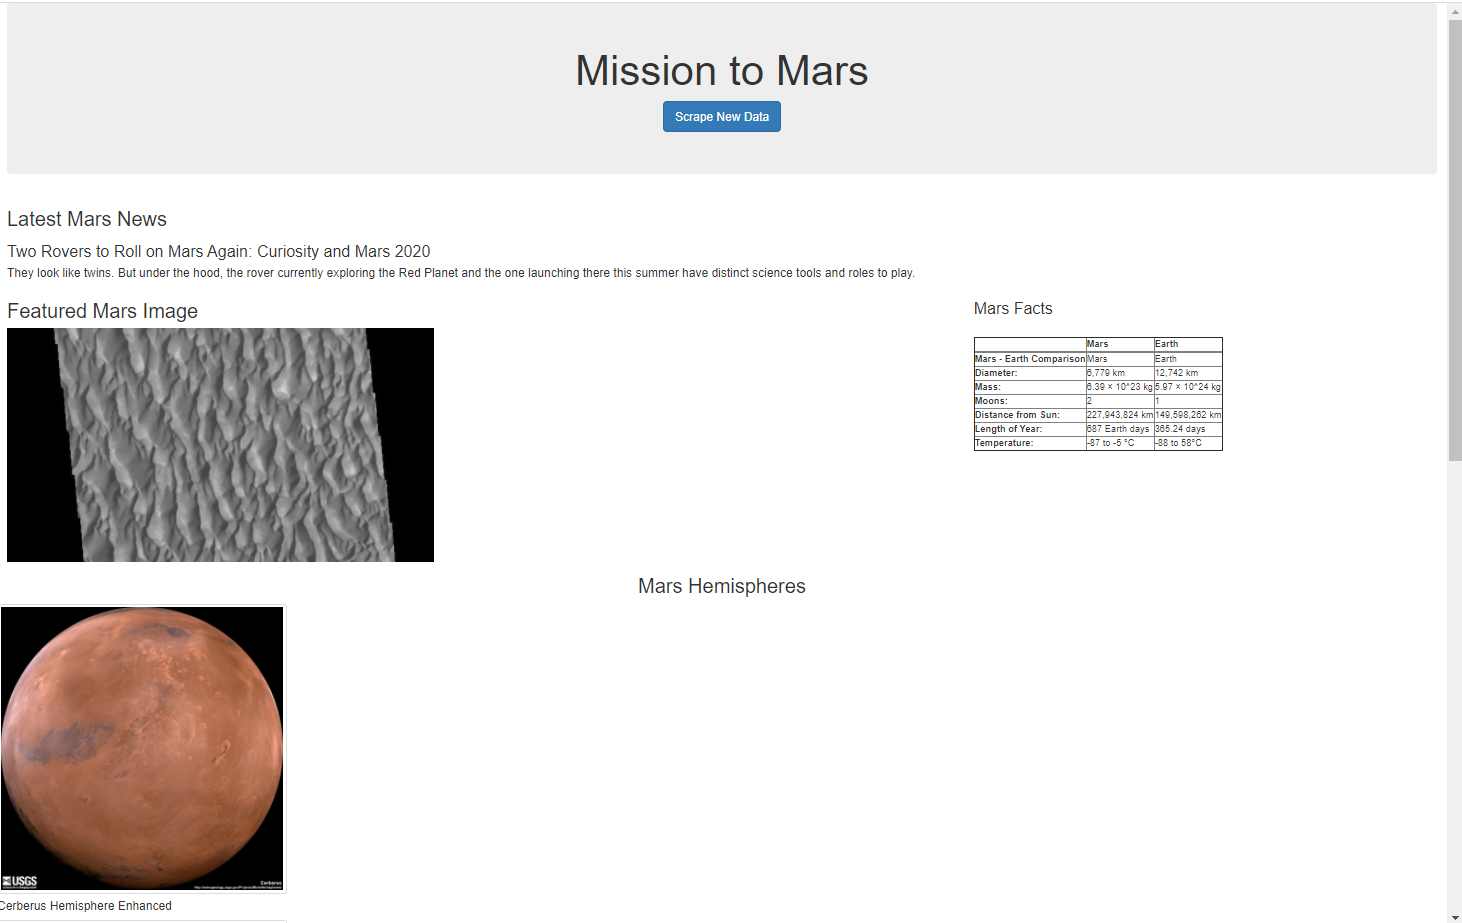 Mission to Mars
Scrape New Data
Latest Mars News
Two Rovers to Roll on Mars Again: Curiosity and Mars 2020
They look like twins. But under the hood, the rover currently exploring the Red Planet and the one launching there this summer have distinct science tools and roles to play.
Featured Mars Image
Mars Facts
Mars Earth
Mars - Earth Comparison Mars Earth
Diameter: 6,779 km 12,742 km
Mass: 6.39 × 10^23 kg 5.97 × 10^24 kg
Moons: 2 1
Distance from Sun: 227,943,824 km 149,598,262 km
Length of Year: 687 Earth days 365.24 days
Temperature: -87 to -5 °C -88 to 58°C
Mars Hemispheres
USGS
Cerberus
Cerberus Hemisphere Enhanced